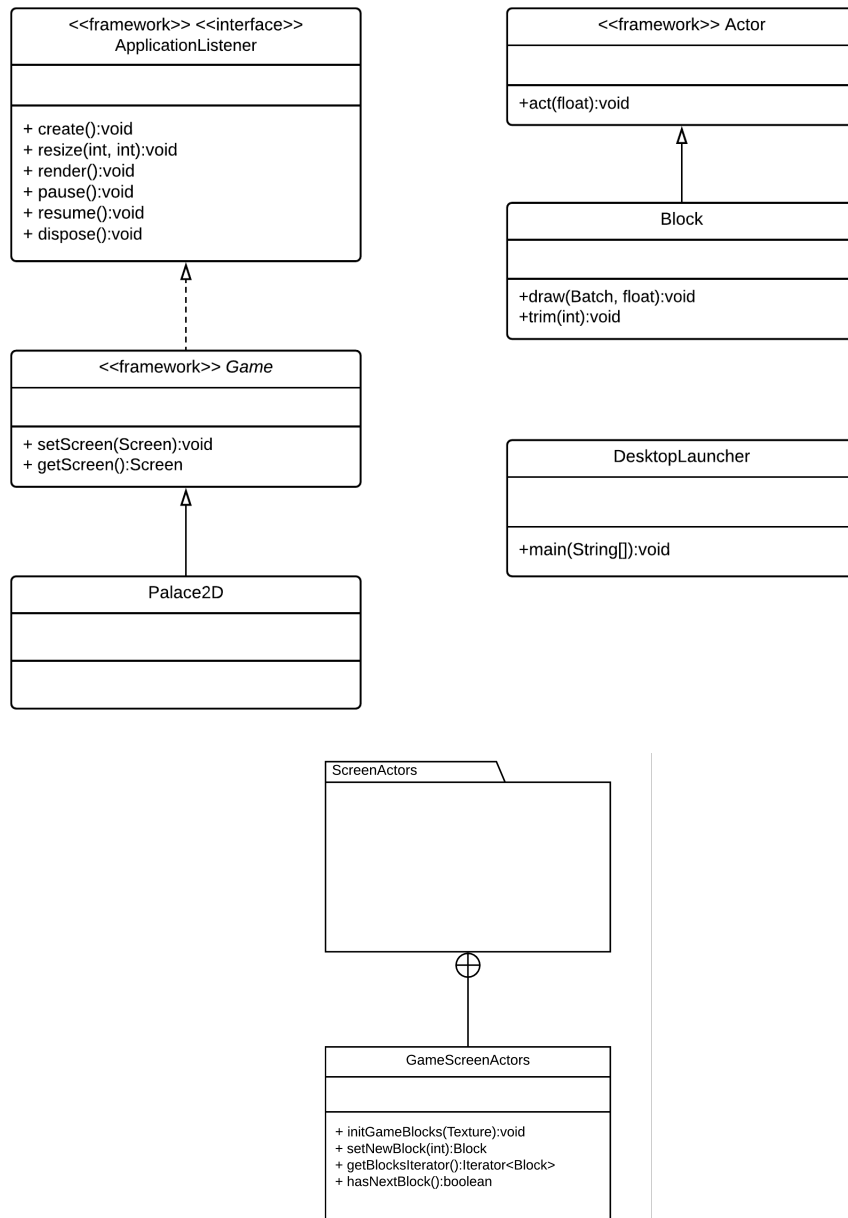 <<framework>> <<interface>>
ApplicationListener
+ create():void
+ resize(int, int):void
+ render():void
+ pause():void
+ resume():void
+ dispose():void
<<framework>> Game
+ setScreen(Screen):void
+ getScreen():Screen
Palace2D
<<framework>> Actor
+act(float):void
Block
+draw(Batch, float):void
+trim(int):void
DesktopLauncher
+main(String[]):void
ScreenActors
GameScreenActors
+ initGameBlocks(Texture):void
+ setNewBlock(int):Block
+ getBlocksIterator():Iterator<Block>
+ hasNextBlock():boolean